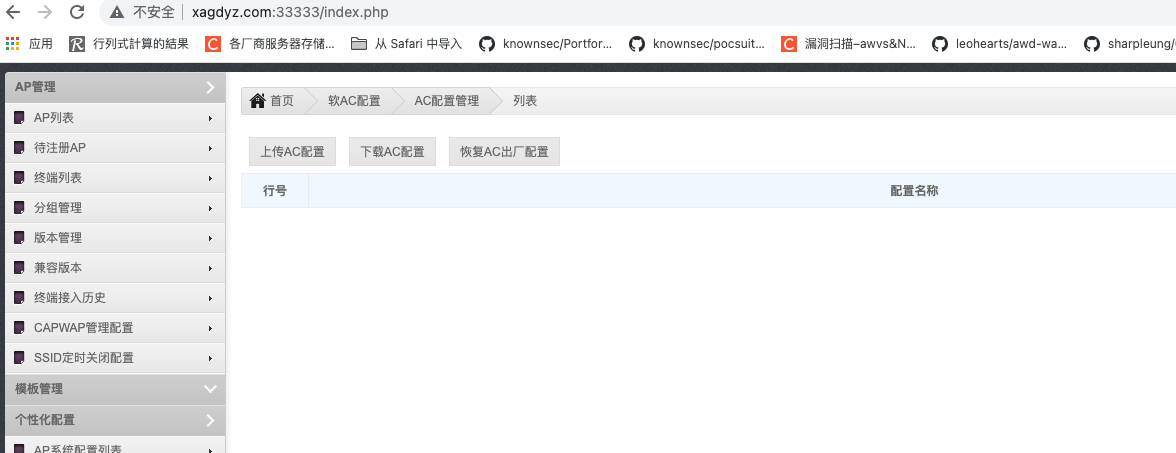 不安全 xagdyz.com:33333/index.php
应用 行列式計算的結果 各厂商服务器存储... 从 Safari 中导入 knownsec/Portfor... knownsec/pocsuit... 漏洞扫描–awvs&N... leohearts/awd-wa... sharpleung/
AP管理
AP列表
待注册AP
终端列表
分组管理
版本管理
兼容版本
终端接入历史
CAPWAP管理配置
SSID定时关闭配置
模板管理
个性化配置
AP系统配置列表
首页 软AC配置 AC配置管理 列表
上传AC配置 下载AC配置 恢复AC出厂配置
行号 配置名称